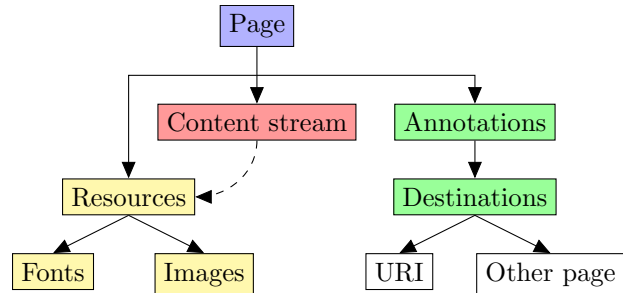 Page
Content stream
Annotations
Resources
Destinations
Fonts
Images
URI
Other page